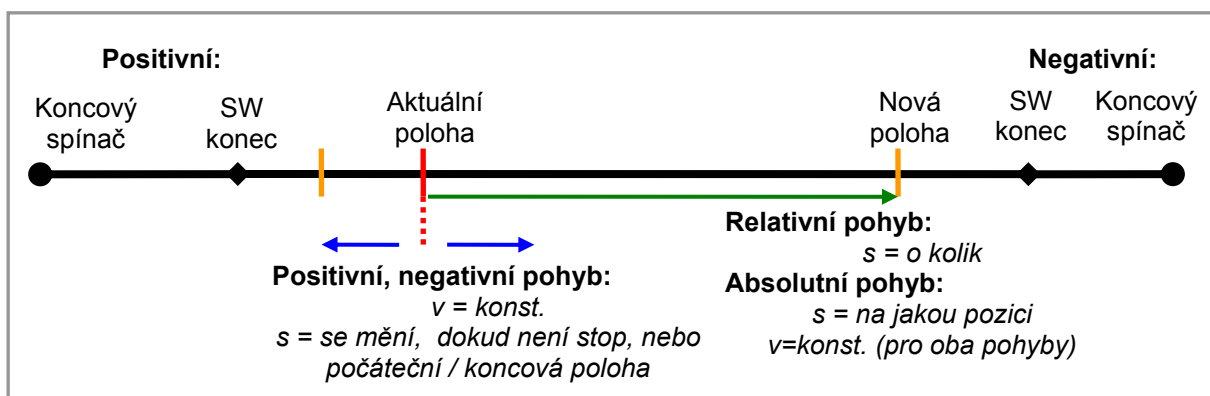 Positivní:
Negativní:
Koncový
spínač
SW
konec
Aktuální
poloha
Nová
poloha
SW
konec
Koncový
spínač
Relativní pohyb:
s = o kolik
Absolutní pohyb:
s = na jakou pozici
v=konst. (pro oba pohyby)
Positivní, negativní pohyb:
v = konst.
s = se mění, dokud není stop, nebo
počáteční / koncová poloha